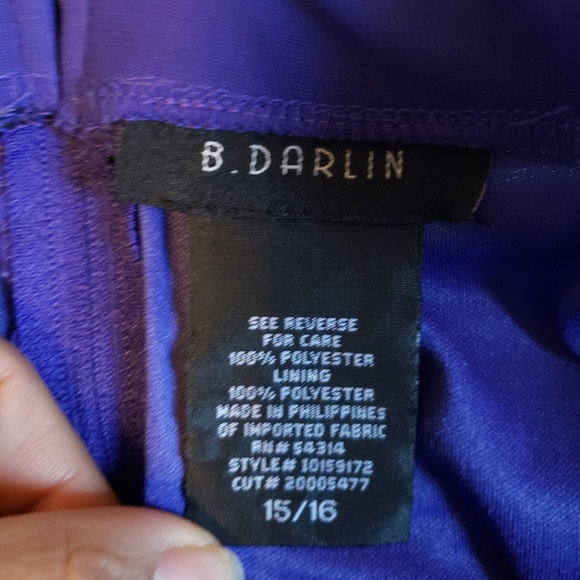 B.DARLIN
SEE REVERSE
FOR CARE
100% POLYESTER
LINING
100% POLYESTER
MADE IN PHILIPPINES
OF IMPORTED FABRIC
RN# 54314
STYLE# 10159172
CUT# 20005477
15/16